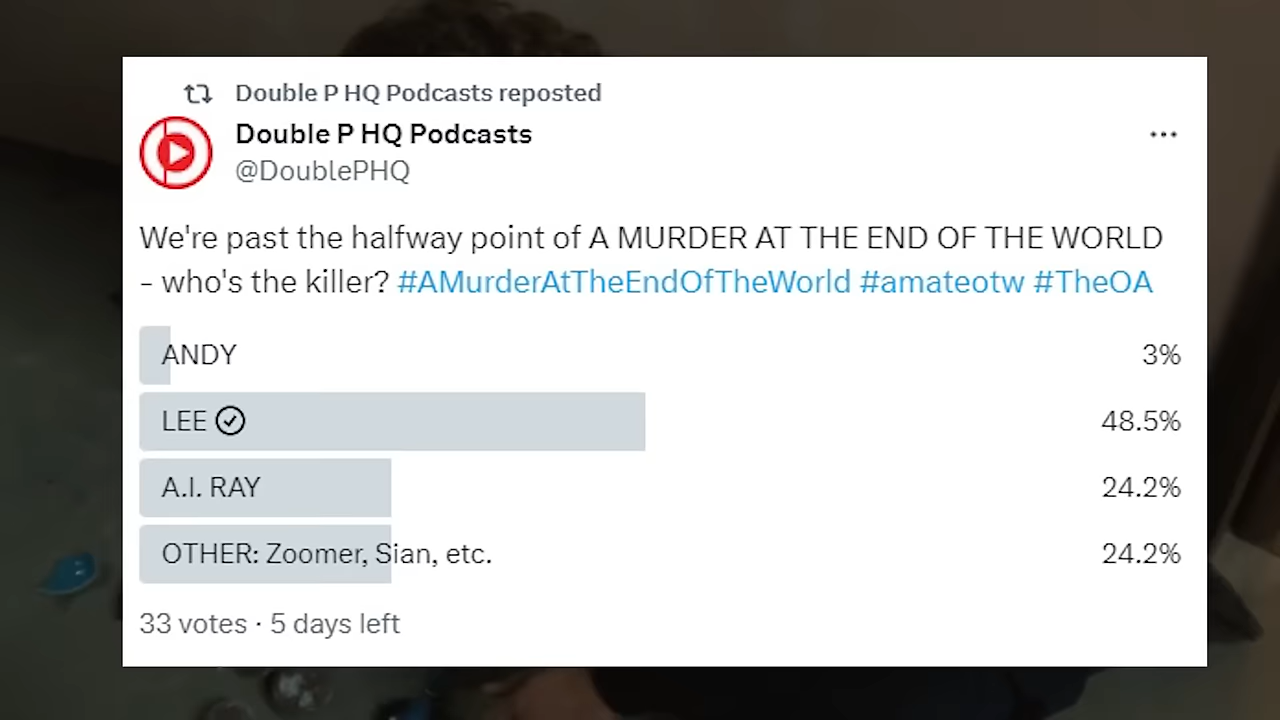 Double P HQ Podcasts reposted
Double P HQ Podcasts
@DoublePHQ
We're past the halfway point of A MURDER AT THE END OF THE WORLD
- who's the killer? #AMurderAtTheEndOfTheWorld #amateotw #TheOA
ANDY 3%
LEE 48.5%
A.I. RAY 24.2%
OTHER: Zoomer, Sian, etc. 24.2%
33 votes · 5 days left